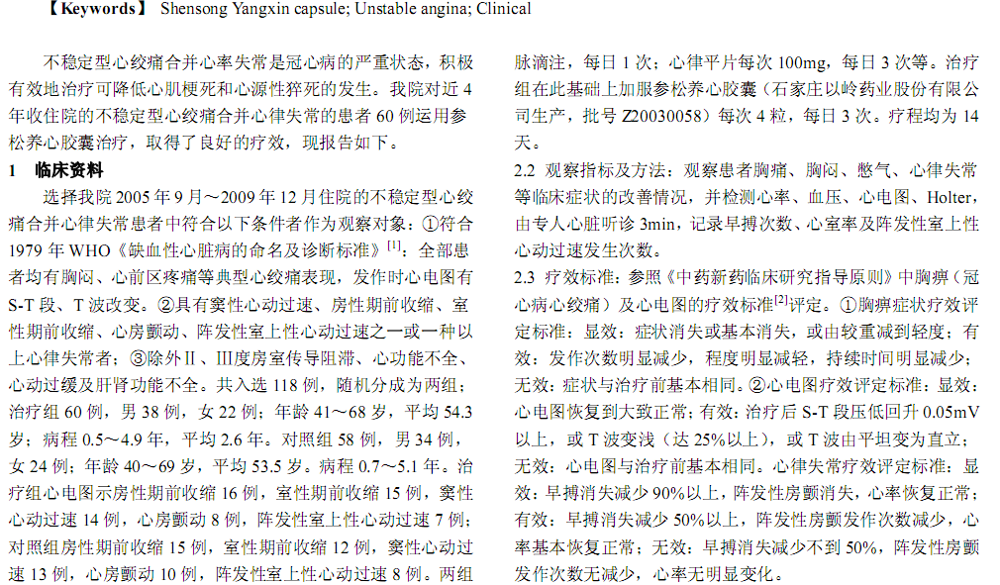 【Keywords】 Shensong Yangxin capsule; Unstable angina; Clinical
不稳定型心绞痛合并心率失常是冠心病的严重状态，积极
有效地治疗可降低心肌梗死和心源性猝死的发生。我院对近 4
年收住院的不稳定型心绞痛合并心律失常的患者 60 例运用参
松养心胶囊治疗，取得了良好的疗效，现报告如下。
1 临床资料
选择我院 2005 年 9 月～2009 年 12 月住院的不稳定型心绞
痛合并心律失常患者中符合以下条件者作为观察对象：①符合
1979 年 WHO《缺血性心脏病的命名及诊断标准》[1]：全部患
者均有胸闷、心前区疼痛等典型心绞痛表现，发作时心电图有
S-T 段、T 波改变。②具有窦性心动过速、房性期前收缩、室
性期前收缩、心房颤动、阵发性室上性心动过速之一或一种以
上心律失常者；③除外Ⅱ、Ⅲ度房室传导阻滞、心功能不全、
心动过缓及肝肾功能不全。共入选 118 例，随机分成为两组；
治疗组 60 例，男 38 例，女 22 例；年龄 41～68 岁，平均 54.3
岁；病程 0.5～4.9 年，平均 2.6 年。对照组 58 例，男 34 例，
女 24 例；年龄 40～69 岁，平均 53.5 岁。病程 0.7～5.1 年。治
疗组心电图示房性期前收缩 16 例，室性期前收缩 15 例，窦性
心动过速 14 例，心房颤动 8 例，阵发性室上性心动过速 7 例；
对照组房性期前收缩 15 例，室性期前收缩 12 例，窦性心动过
速 13 例，心房颤动 10 例，阵发性室上性心动过速 8 例。两组
脉滴注，每日 1 次；心律平片每次 100mg，每日 3 次等。治疗
组在此基础上加服参松养心胶囊（石家庄以岭药业股份有限公
司生产，批号 Z20030058）每次 4 粒，每日 3 次。疗程均为 14
天。
2.2 观察指标及方法：观察患者胸痛、胸闷、憋气、心律失常
等临床症状的改善情况，并检测心率、血压、心电图、Holter，
由专人心脏听诊 3min，记录早搏次数、心室率及阵发性室上性
心动过速发生次数。
2.3 疗效标准：参照《中药新药临床研究指导原则》中胸痹（冠
心病心绞痛）及心电图的疗效标准[2]评定。①胸痹症状疗效评
定标准：显效：症状消失或基本消失，或由较重减到轻度；有
效：发作次数明显减少，程度明显减轻，持续时间明显减少；
无效：症状与治疗前基本相同。②心电图疗效评定标准：显效：
心电图恢复到大致正常；有效：治疗后 S-T 段压低回升 0.05mV
以上，或 T 波变浅（达 25%以上），或 T 波由平坦变为直立；
无效；心电图与治疗前基本相同。心律失常疗效评定标准：显
效：早搏消失减少 90%以上，阵发性房颤消失，心率恢复正常；
有效：早搏消失减少 50%以上，阵发性房颤发作次数减少，心
率基本恢复正常；无效：早搏消失减少不到 50%，阵发性房颤
发作次数无减少，心率无明显变化。